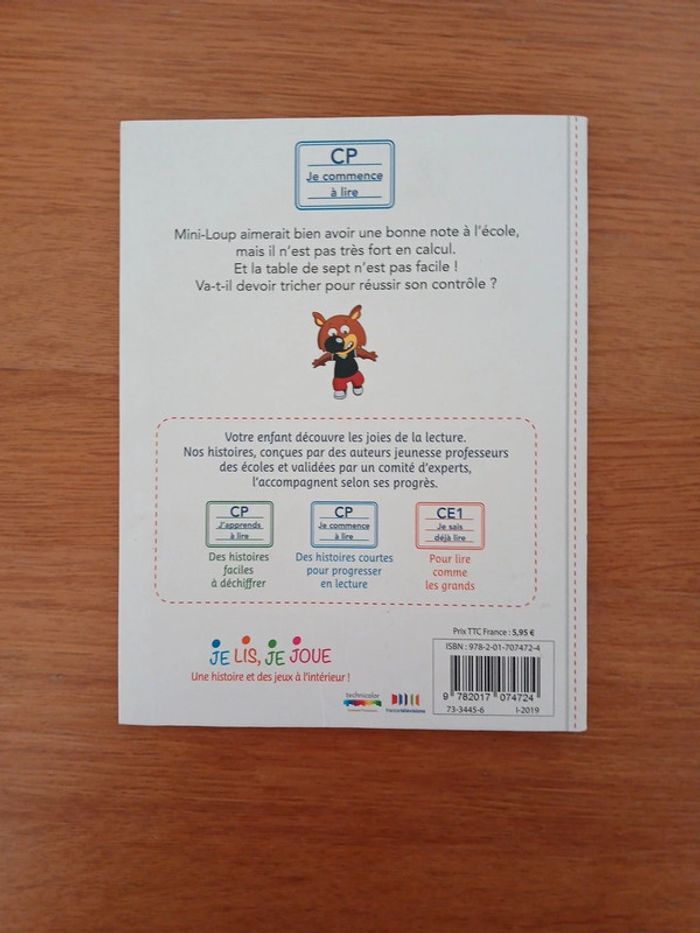 CP
Je commence
à lire
Mini-Loup aimerait bien avoir une bonne note à l'école,
mais il n'est pas très fort en calcul.
Et la table de sept n'est pas facile !
Va-t-il devoir tricher pour réussir son contrôle ?
Votre enfant découvre les joies de la lecture.
Nos histoires, conçues par des auteurs jeunesse professeurs
des écoles et validées par un comité d'experts,
l'accompagnent selon ses progrès.
CP
J'apprends
à lire
Des histoires
faciles
à déchiffrer
CP
Je commence
à lire
Des histoires courtes
pour progresser
en lecture
CE1
Je sais
déjà lire
Pour lire
comme
les grands
JE LIS, JE JOUE
Une histoire et des jeux à l'intérieur !
technicolor
francetélévisions
Prix TTC France : 5,95 €
ISBN : 978-2-01-707472-4
9 782017 074724
73-3445-6 I-2019